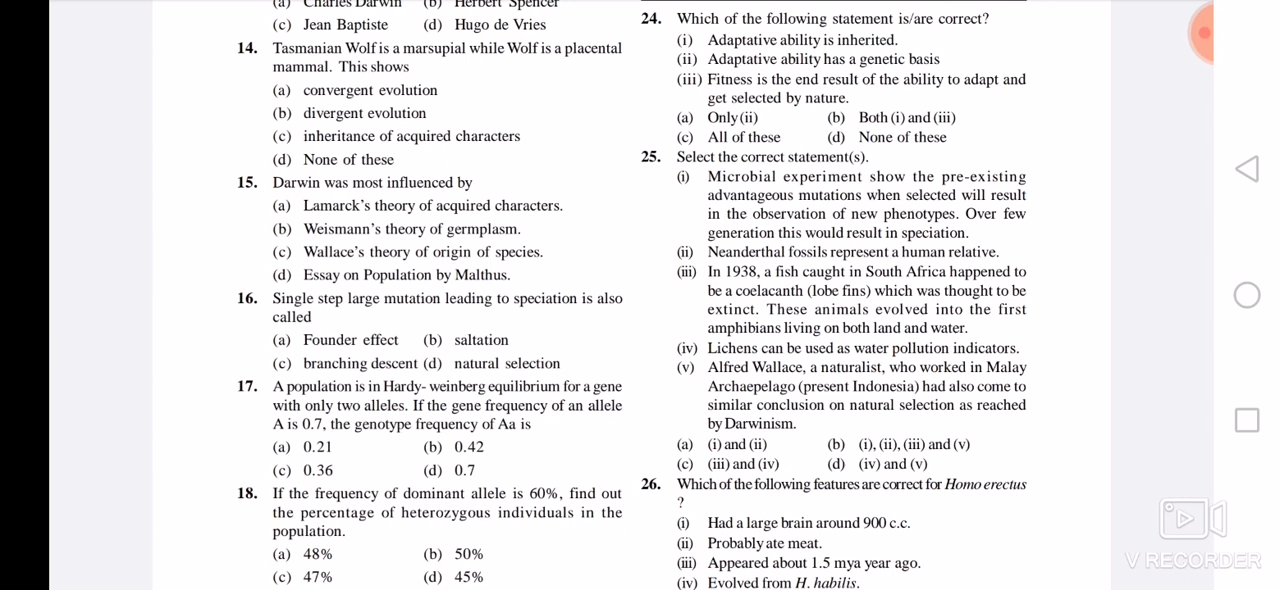 (a) Charles Darwin (b) Herbert Spencer
(c) Jean Baptiste (d) Hugo de Vries
14. Tasmanian Wolf is a marsupial while Wolf is a placental
mammal. This shows
(a) convergent evolution
(b) divergent evolution
(c) inheritance of acquired characters
(d) None of these
15. Darwin was most influenced by
(a) Lamarck's theory of acquired characters.
(b) Weismann's theory of germplasm.
(c) Wallace's theory of origin of species.
(d) Essay on Population by Malthus.
16. Single step large mutation leading to speciation is also
called
(a) Founder effect (b) saltation
(c) branching descent (d) natural selection
17. A population is in Hardy- weinberg equilibrium for a gene
with only two alleles. If the gene frequency of an allele
A is 0.7, the genotype frequency of Aa is
(a) 0.21 (b) 0.42
(c) 0.36 (d) 0.7
18. If the frequency of dominant allele is 60%, find out
the percentage of heterozygous individuals in the
population.
(a) 48% (b) 50%
(c) 47% (d) 45%
24. Which of the following statement is/are correct?
(i) Adaptative ability is inherited.
(ii) Adaptative ability has a genetic basis
(iii) Fitness is the end result of the ability to adapt and
get selected by nature.
(a) Only (ii) (b) Both (i) and (iii)
(c) All of these (d) None of these
25. Select the correct statement(s).
(i) Microbial experiment show the pre-existing
advantageous mutations when selected will result
in the observation of new phenotypes. Over few
generation this would result in speciation.
(ii) Neanderthal fossils represent a human relative.
(iii) In 1938, a fish caught in South Africa happened to
be a coelacanth (lobe fins) which was thought to be
extinct. These animals evolved into the first
amphibians living on both land and water.
(iv) Lichens can be used as water pollution indicators.
(v) Alfred Wallace, a naturalist, who worked in Malay
Archaepelago (present Indonesia) had also come to
similar conclusion on natural selection as reached
by Darwinism.
(a) (i) and (ii) (b) (i), (ii), (iii) and (v)
(c) (iii) and (iv) (d) (iv) and (v)
26. Which of the following features are correct for Homo erectus
?
(i) Had a large brain around 900 c.c.
(ii) Probably ate meat.
(iii) Appeared about 1.5 mya year ago.
(iv) Evolved from H. habilis.
V RECORDER